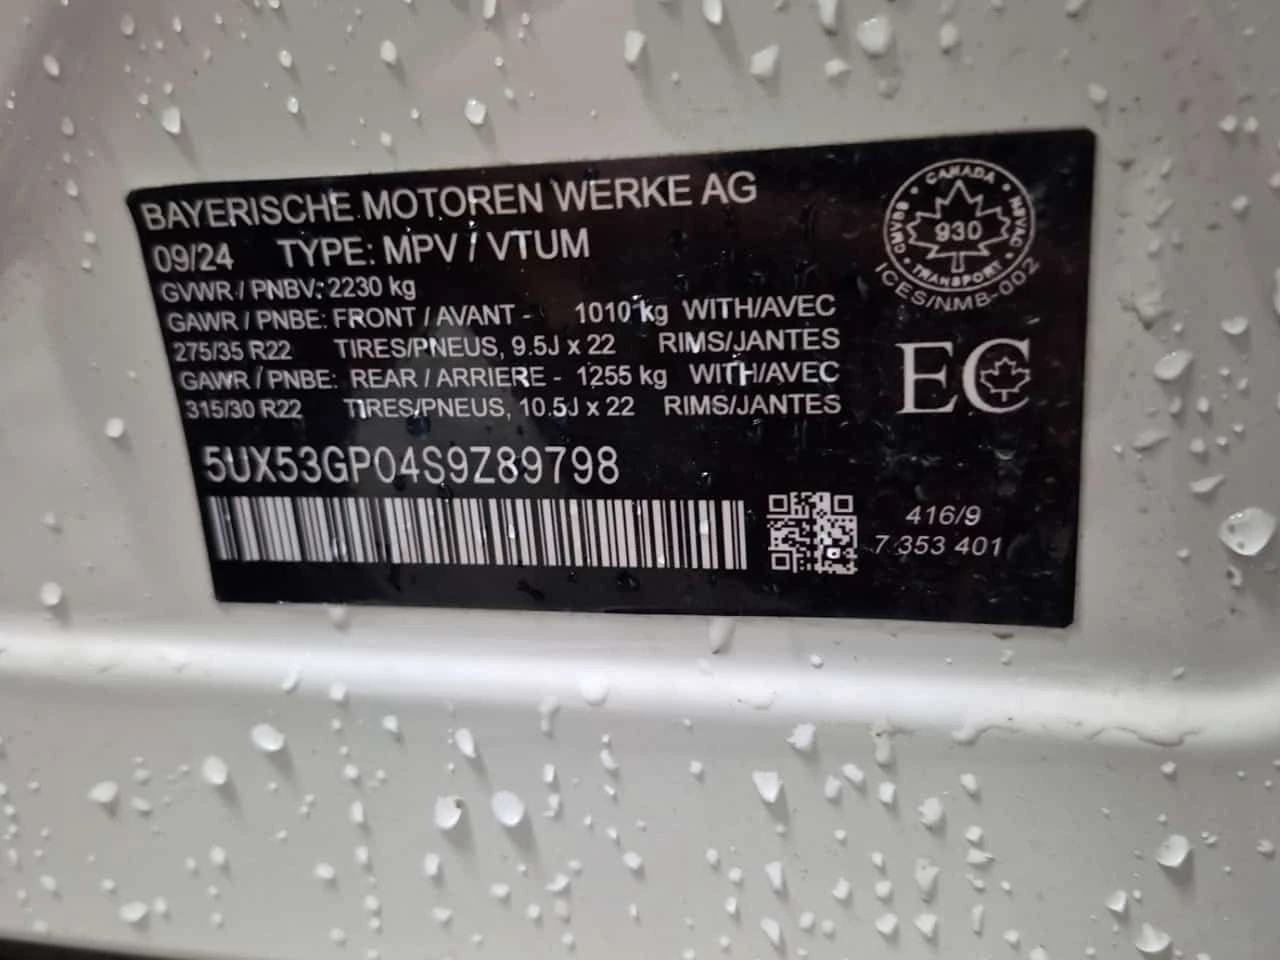 BAYERISCHE MOTOREN WERKE AG
09/24 TYPE: MPV / VTUM
GVWR / PNBV: 2230 kg
GAWR / PNBE: FRONT / AVANT - 1010 kg WITH/AVEC
275/35 R22 TIRES/PNEUS, 9.5J x 22 RIMS/JANTES
GAWR / PNBE: REAR / ARRIERE - 1255 kg WITH/AVEC
315/30 R22 TIRES/PNEUS, 10.5J x 22 RIMS/JANTES
5UX53GP04S9Z89798
CANADA
CMVSS
930
MPVAC
TRANSPORT
ICES/NMB-002
EC
416/9
7 353 401